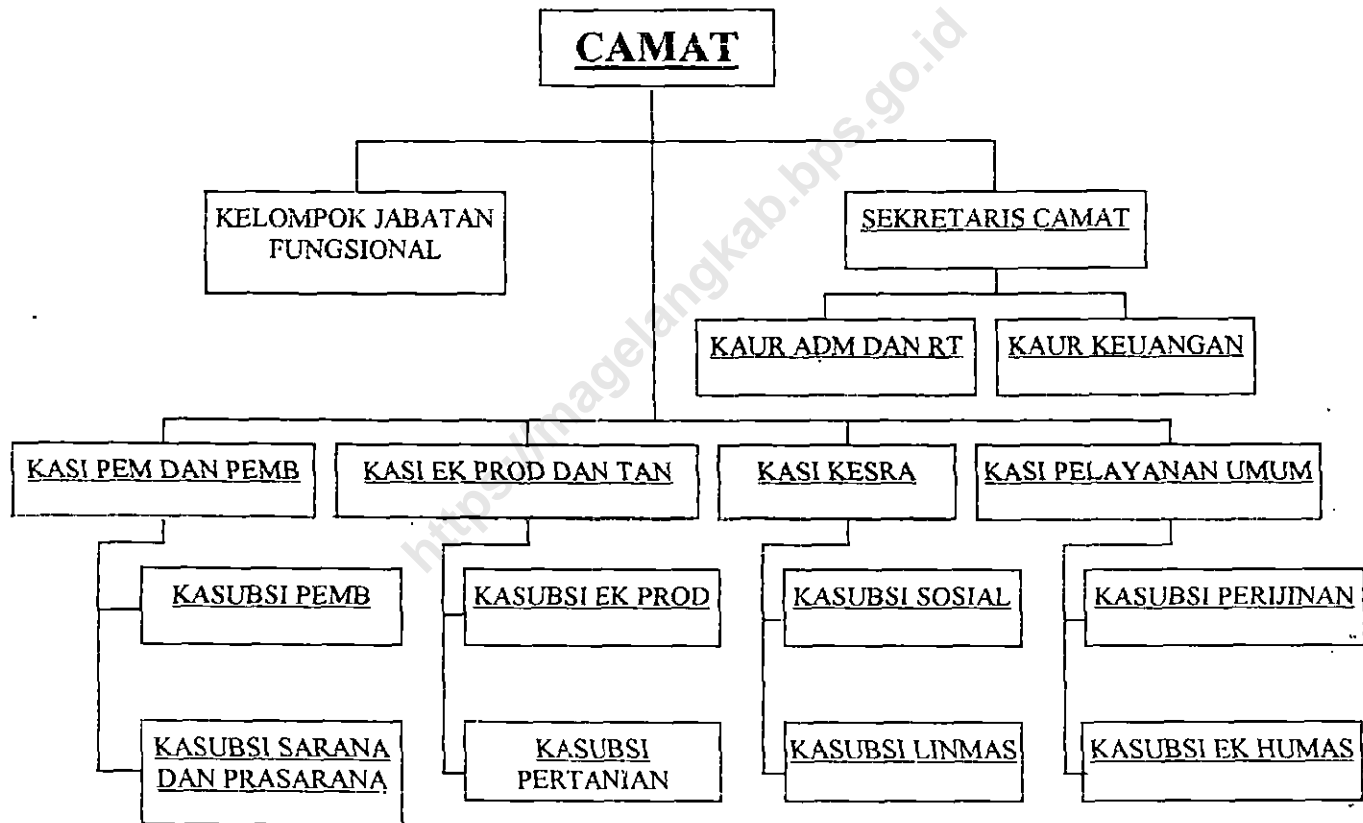 CAMAT
KELOMPOK JABATAN
FUNGSIONAL
SEKRETARIS CAMAT
KAUR ADM DAN RT
KAUR KEUANGAN
KASI PEM DAN PEMB
KASI EK PROD DAN TAN
KASI KESRA
KASI PELAYANAN UMUM
KASUBSI PEMB
KASUBSI EK PROD
KASUBSI SOSIAL
KASUBSI PERIJINAN
KASUBSI SARANA
DAN PRASARANA
KASUBSI
PERTANIAN
KASUBSI LINMAS
KASUBSI EK HUMAS
https://magelangkab.bps.go.id